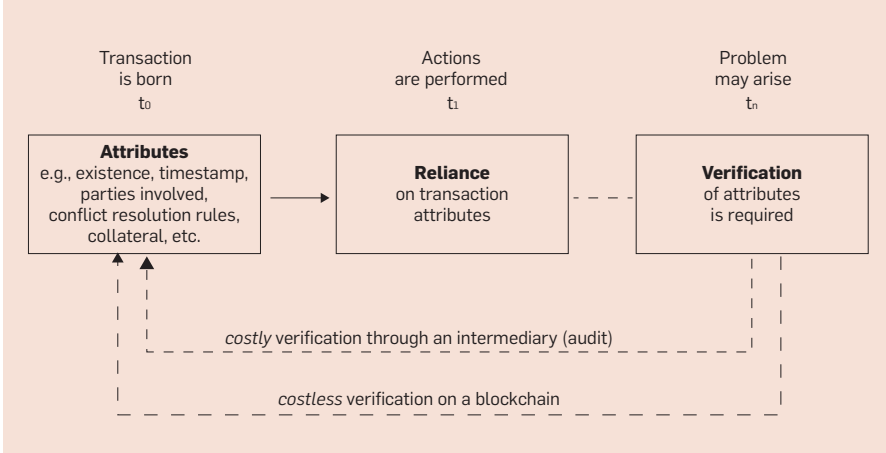 Transaction
is born
t0
Actions
are performed
t1
Problem
may arise
tn
Attributes
e.g., existence, timestamp,
parties involved,
conflict resolution rules,
collateral, etc.
Reliance
on transaction
attributes
Verification
of attributes
is required
costly verification through an intermediary (audit)
costless verification on a blockchain